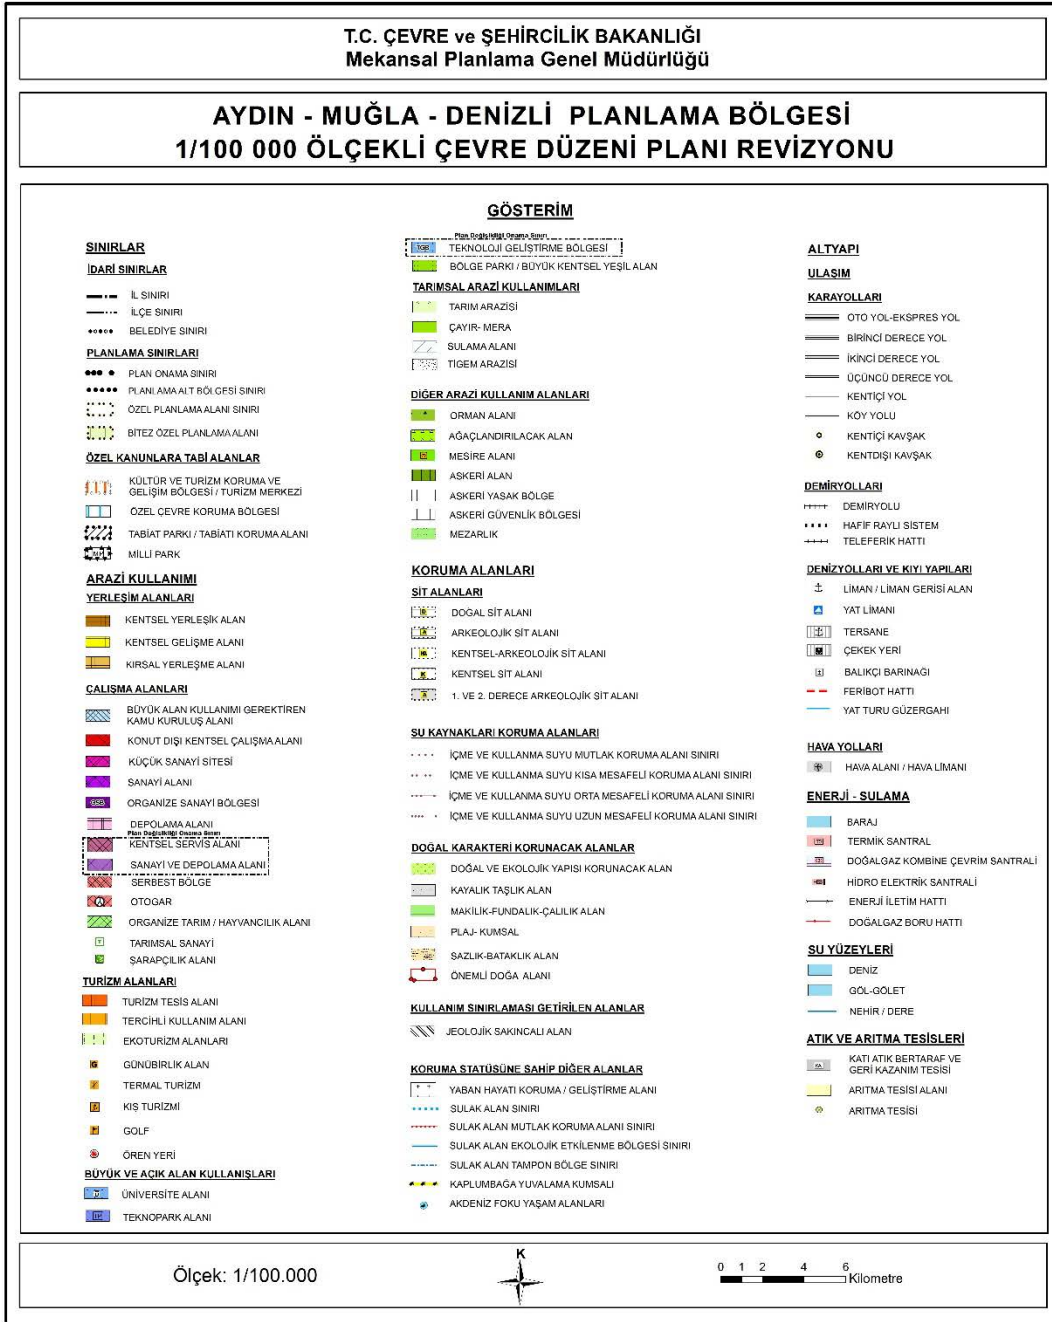 T.C. ÇEVRE ve ŞEHİRCİLİK BAKANLIĞI
Mekansal Planlama Genel Müdürlüğü
AYDIN - MUĞLA - DENİZLİ PLANLAMA BÖLGESİ
1/100 000 ÖLÇEKLİ ÇEVRE DÜZENİ PLANI REVİZYONU
GÖSTERİM
SINIRLAR
İDARİ SINIRLAR
İL SINIRI
İLÇE SINIRI
BELEDİYE SINIRI
PLANLAMA SINIRLARI
PLAN ONAMA SINIRI
PLANLAMA ALT BÖLGESİ SINIRI
ÖZEL PLANLAMA ALANI SINIRI
BİTEZ ÖZEL PLANLAMA ALANI
ÖZEL KANUNLARA TABİ ALANLAR
KÜLTÜR VE TURİZM KORUMA VE
GELİŞİM BÖLGESİ / TURİZM MERKEZİ
ÖZEL ÇEVRE KORUMA BÖLGESİ
TABİAT PARKI / TABİATI KORUMA ALANI
MP
MİLLİ PARK
ARAZİ KULLANIMI
YERLEŞİM ALANLARI
KENTSEL YERLEŞİK ALAN
KENTSEL GELİŞME ALANI
KIRSAL YERLEŞME ALANI
ÇALIŞMA ALANLARI
BÜYÜK ALAN KULLANIMI GEREKTİREN
KAMU KURULUŞ ALANI
KONUT DIŞI KENTSEL ÇALIŞMA ALANI
KÜÇÜK SANAYİ SİTESİ
SANAYİ ALANI
OSB ORGANİZE SANAYİ BÖLGESİ
DEPOLAMA ALANI
Plan Değişikliği Onama Sınırı
KENTSEL SERVİS ALANI
SANAYİ VE DEPOLAMA ALANI
SERBEST BÖLGE
OTOGAR
ORGANİZE TARIM / HAYVANCILIK ALANI
TARIMSAL SANAYİ
ŞARAPÇILIK ALANI
TURİZM ALANLARI
TURİZM TESİS ALANI
TERCİHLİ KULLANIM ALANI
EKOTURİZM ALANLARI
G GÜNÜBİRLİK ALAN
TERMAL TURİZM
KIŞ TURİZMİ
GOLF
ÖREN YERİ
BÜYÜK VE AÇIK ALAN KULLANIŞLARI
ÜNİVERSİTE ALANI
TEKNOPARK ALANI
Plan Değişikliği Onama Sınırı
TGB TEKNOLOJİ GELİŞTİRME BÖLGESİ
BÖLGE PARKI / BÜYÜK KENTSEL YEŞİL ALAN
TARIMSAL ARAZİ KULLANIMLARI
TARIM ARAZİSİ
ÇAYIR- MERA
SULAMA ALANI
TİGEM ARAZİSİ
DİĞER ARAZİ KULLANIM ALANLARI
ORMAN ALANI
AĞAÇLANDIRILACAK ALAN
MESİRE ALANI
ASKERİ ALAN
ASKERİ YASAK BÖLGE
ASKERİ GÜVENLİK BÖLGESİ
MEZARLIK
KORUMA ALANLARI
SİT ALANLARI
DOĞAL SİT ALANI
ARKEOLOJİK SİT ALANI
KENTSEL-ARKEOLOJİK SİT ALANI
KENTSEL SİT ALANI
1. VE 2. DERECE ARKEOLOJİK SİT ALANI
SU KAYNAKLARI KORUMA ALANLARI
İÇME VE KULLANMA SUYU MUTLAK KORUMA ALANI SINIRI
İÇME VE KULLANMA SUYU KISA MESAFELİ KORUMA ALANI SINIRI
İÇME VE KULLANMA SUYU ORTA MESAFELİ KORUMA ALANI SINIRI
İÇME VE KULLANMA SUYU UZUN MESAFELİ KORUMA ALANI SINIRI
DOĞAL KARAKTERİ KORUNACAK ALANLAR
DOĞAL VE EKOLOJİK YAPISI KORUNACAK ALAN
KAYALIK TAŞLIK ALAN
MAKİLİK-FUNDALIK-ÇALILIK ALAN
PLAJ- KUMSAL
SAZLIK-BATAKLIK ALAN
ÖNEMLİ DOĞA ALANI
KULLANIM SINIRLAMASI GETİRİLEN ALANLAR
JEOLOJİK SAKINCALI ALAN
KORUMA STATÜSÜNE SAHİP DİĞER ALANLAR
YABAN HAYATI KORUMA / GELİŞTİRME ALANI
SULAK ALAN SINIRI
SULAK ALAN MUTLAK KORUMA ALANI SINIRI
SULAK ALAN EKOLOJİK ETKİLENME BÖLGESİ SINIRI
SULAK ALAN TAMPON BÖLGE SINIRI
KAPLUMBAĞA YUVALAMA KUMSALI
AKDENİZ FOKU YAŞAM ALANLARI
ALTYAPI
ULAŞIM
KARAYOLLARI
OTO YOL-EKSPRES YOL
BİRİNCİ DERECE YOL
İKİNCİ DERECE YOL
ÜÇÜNCÜ DERECE YOL
KENTİÇİ YOL
KÖY YOLU
KENTİÇİ KAVŞAK
KENTDIŞI KAVŞAK
DEMİRYOLLARI
DEMİRYOLU
HAFİF RAYLI SİSTEM
TELEFERİK HATTI
DENİZYOLLARI VE KIYI YAPILARI
LİMAN / LİMAN GERİSİ ALAN
YAT LİMANI
TERSANE
ÇEKEK YERİ
BALIKÇI BARINAĞI
FERİBOT HATTI
YAT TURU GÜZERGAHI
HAVA YOLLARI
HAVA ALANI / HAVA LİMANI
ENERJİ - SULAMA
BARAJ
TERMİK SANTRAL
DOĞALGAZ KOMBİNE ÇEVRİM SANTRALİ
HİDRO ELEKTRİK SANTRALİ
ENERJİ İLETİM HATTI
DOĞALGAZ BORU HATTI
SU YÜZEYLERİ
DENİZ
GÖL-GÖLET
NEHİR / DERE
ATIK VE ARITMA TESİSLERİ
KATI ATIK BERTARAF VE
GERİ KAZANIM TESİSİ
ARITMA TESİSİ ALANI
ARITMA TESİSİ
Ölçek: 1/100.000
K
0 1 2 4 6
Kilometre